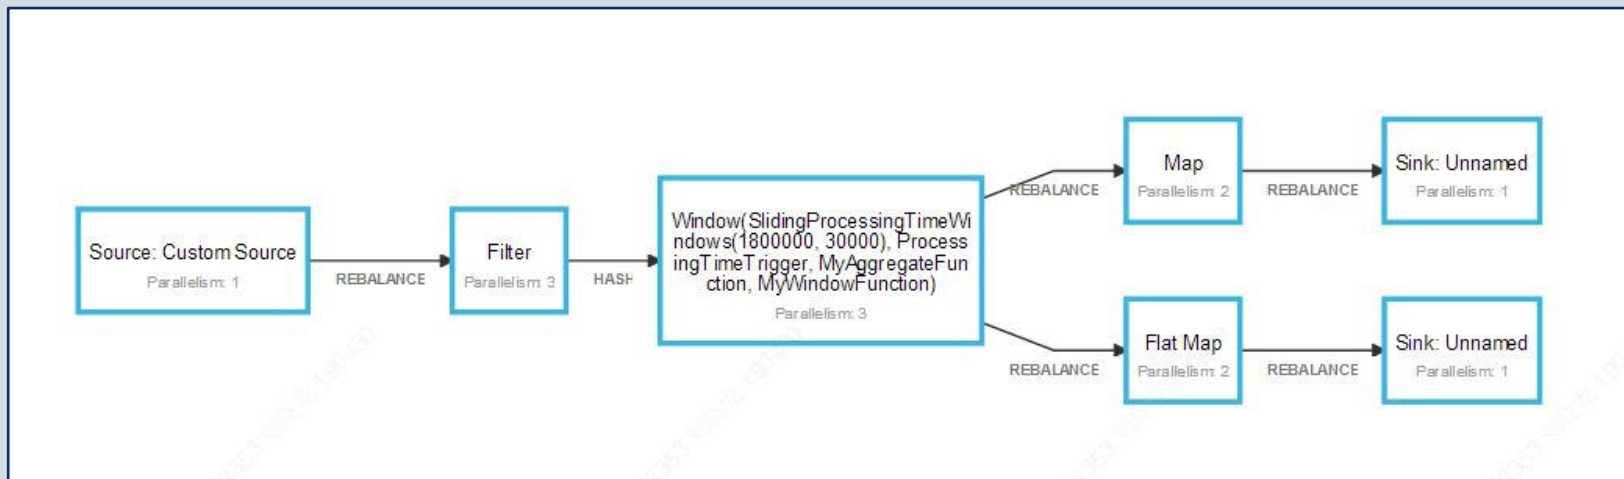 Source: Custom Source
Parallelism: 1
REBALANCE
Filter
Parallelism: 3
HASH
Window(SlidingProcessingTimeWi
ndows(1800000, 30000), Process
ingTimeTrigger, MyAggregateFun
ction, MyWindowFunction)
Parallelism: 3
REBALANCE
Map
Parallelism: 2
REBALANCE
Sink: Unnamed
Parallelism: 1
REBALANCE
Flat Map
Parallelism: 2
REBALANCE
Sink: Unnamed
Parallelism: 1